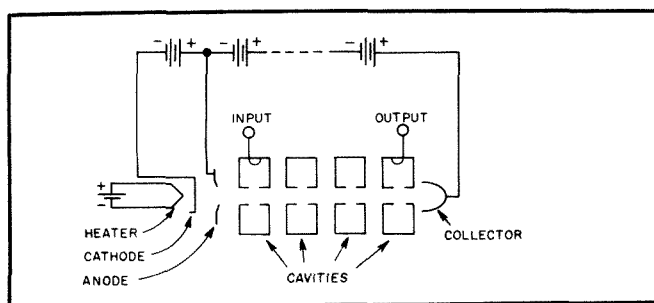 - + - + - +
INPUT
OUTPUT
+
-
HEATER
CATHODE
ANODE
CAVITIES
COLLECTOR